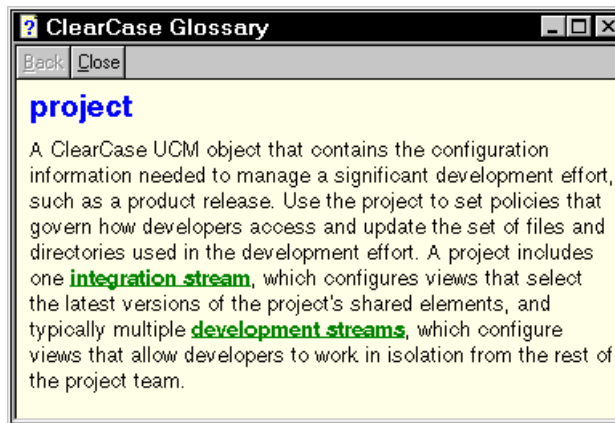 ClearCase Glossary
Back Close
project
A ClearCase UCM object that contains the configuration
information needed to manage a significant development effort,
such as a product release. Use the project to set policies that
govern how developers access and update the set of files and
directories used in the development effort. A project includes
one integration stream, which configures views that select
the latest versions of the project's shared elements, and
typically multiple development streams, which configure
views that allow developers to work in isolation from the rest of
the project team.